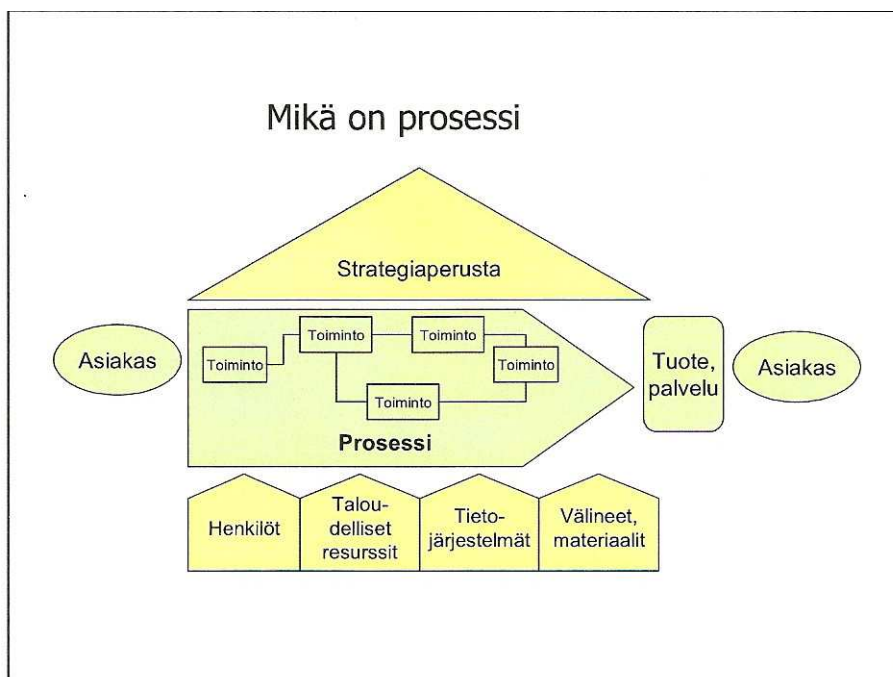 Mikä on prosessi
Strategiaperusta
Asiakas
Toiminto
Toiminto
Toiminto
Toiminto
Toiminto
Prosessi
Tuote,
palvelu
Asiakas
Henkilöt
Talou-
delliset
resurssit
Tieto-
järjestelmät
Välineet,
materiaalit